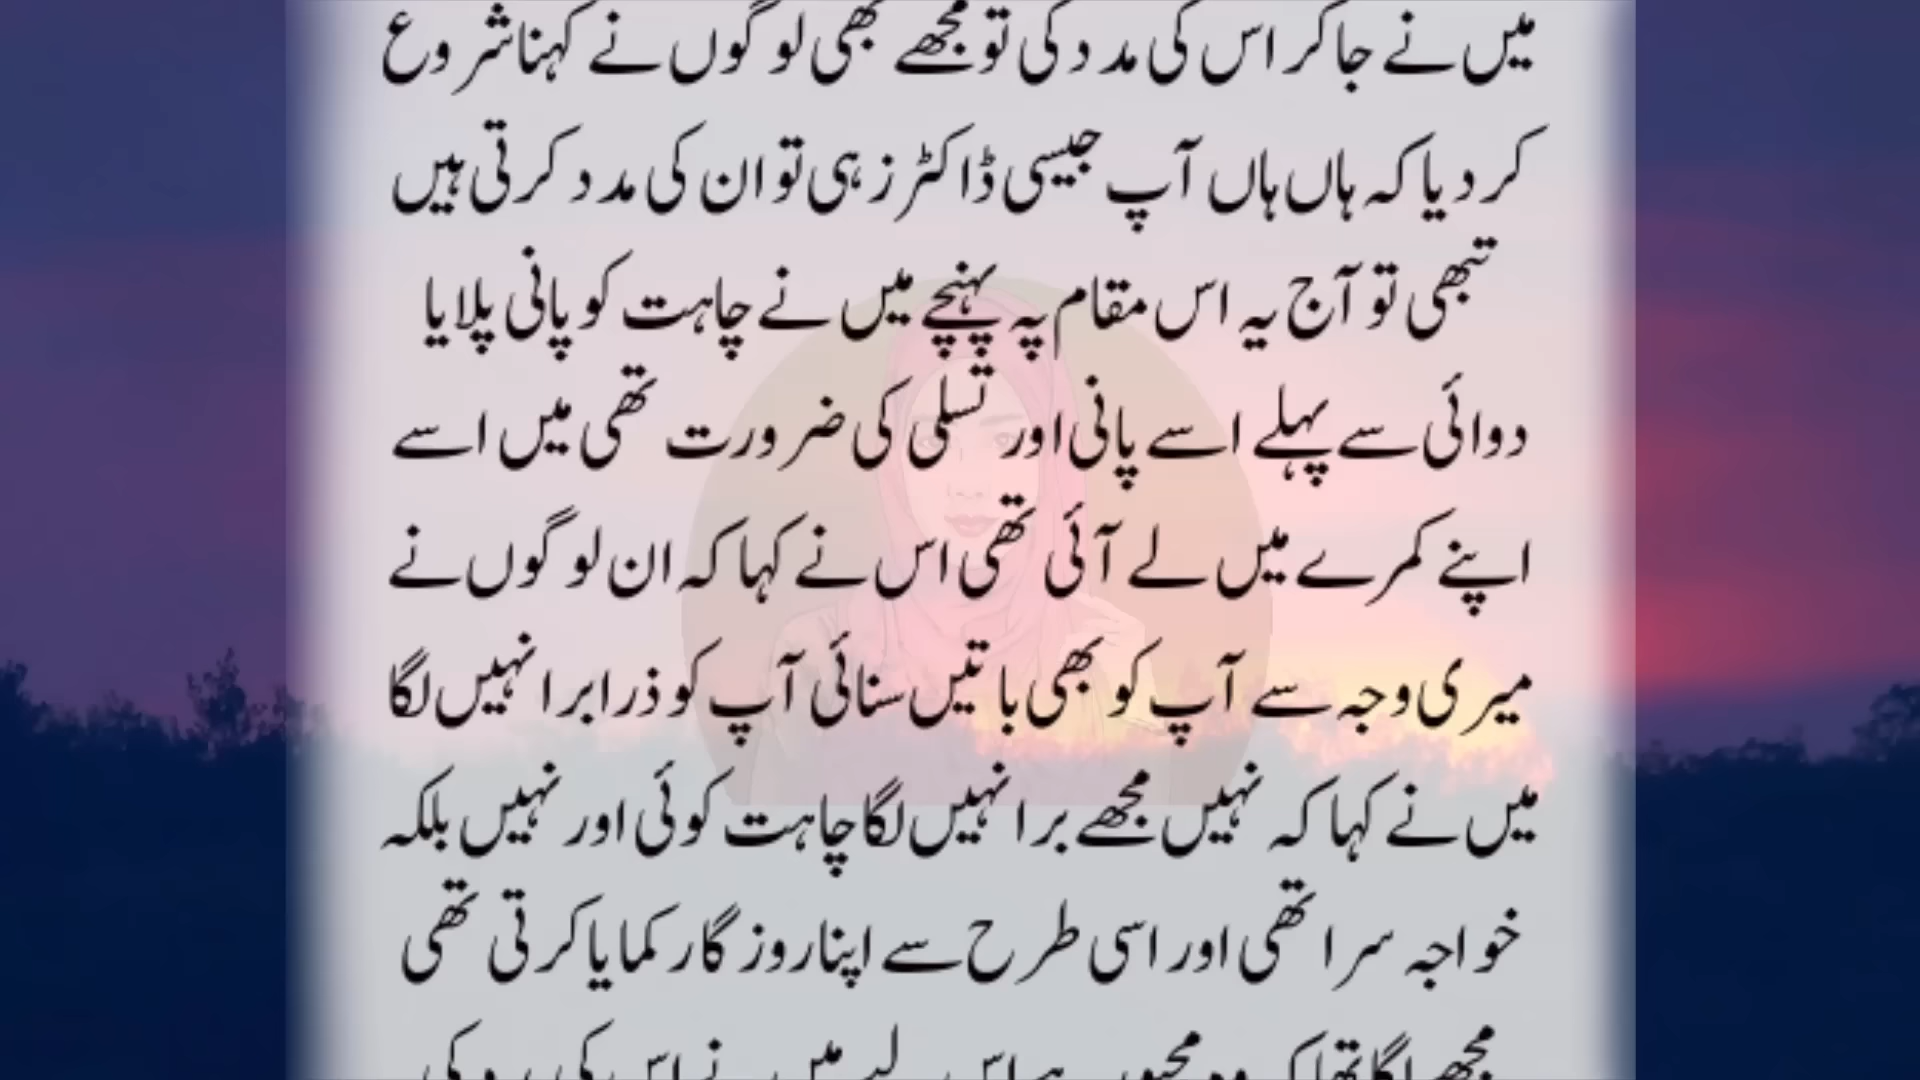 میں نے جا کر اس کی مدد کی تو مجھے بھی لوگوں نے کہنا شروع
کر دیا کہ ہاں ہاں آپ جیسی ڈاکٹرز ہی تو ان کی مدد کرتی ہیں
تبھی تو آج یہ اس مقام پہ پہنچے میں نے چاہت کو پانی پلایا
دوائی سے پہلے اسے پانی اور تسلی کی ضرورت تھی میں اسے
اپنے کمرے میں لے آئی تھی اس نے کہا کہ ان لوگوں نے
میری وجہ سے آپ کو بھی باتیں سنائی آپ کو ذرا برا نہیں لگا
میں نے کہا کہ نہیں مجھے برا نہیں لگا چاہت کوئی اور نہیں بلکہ
خواجہ سرا تھی اور اسی طرح سے اپنا روزگار کمایا کرتی تھی